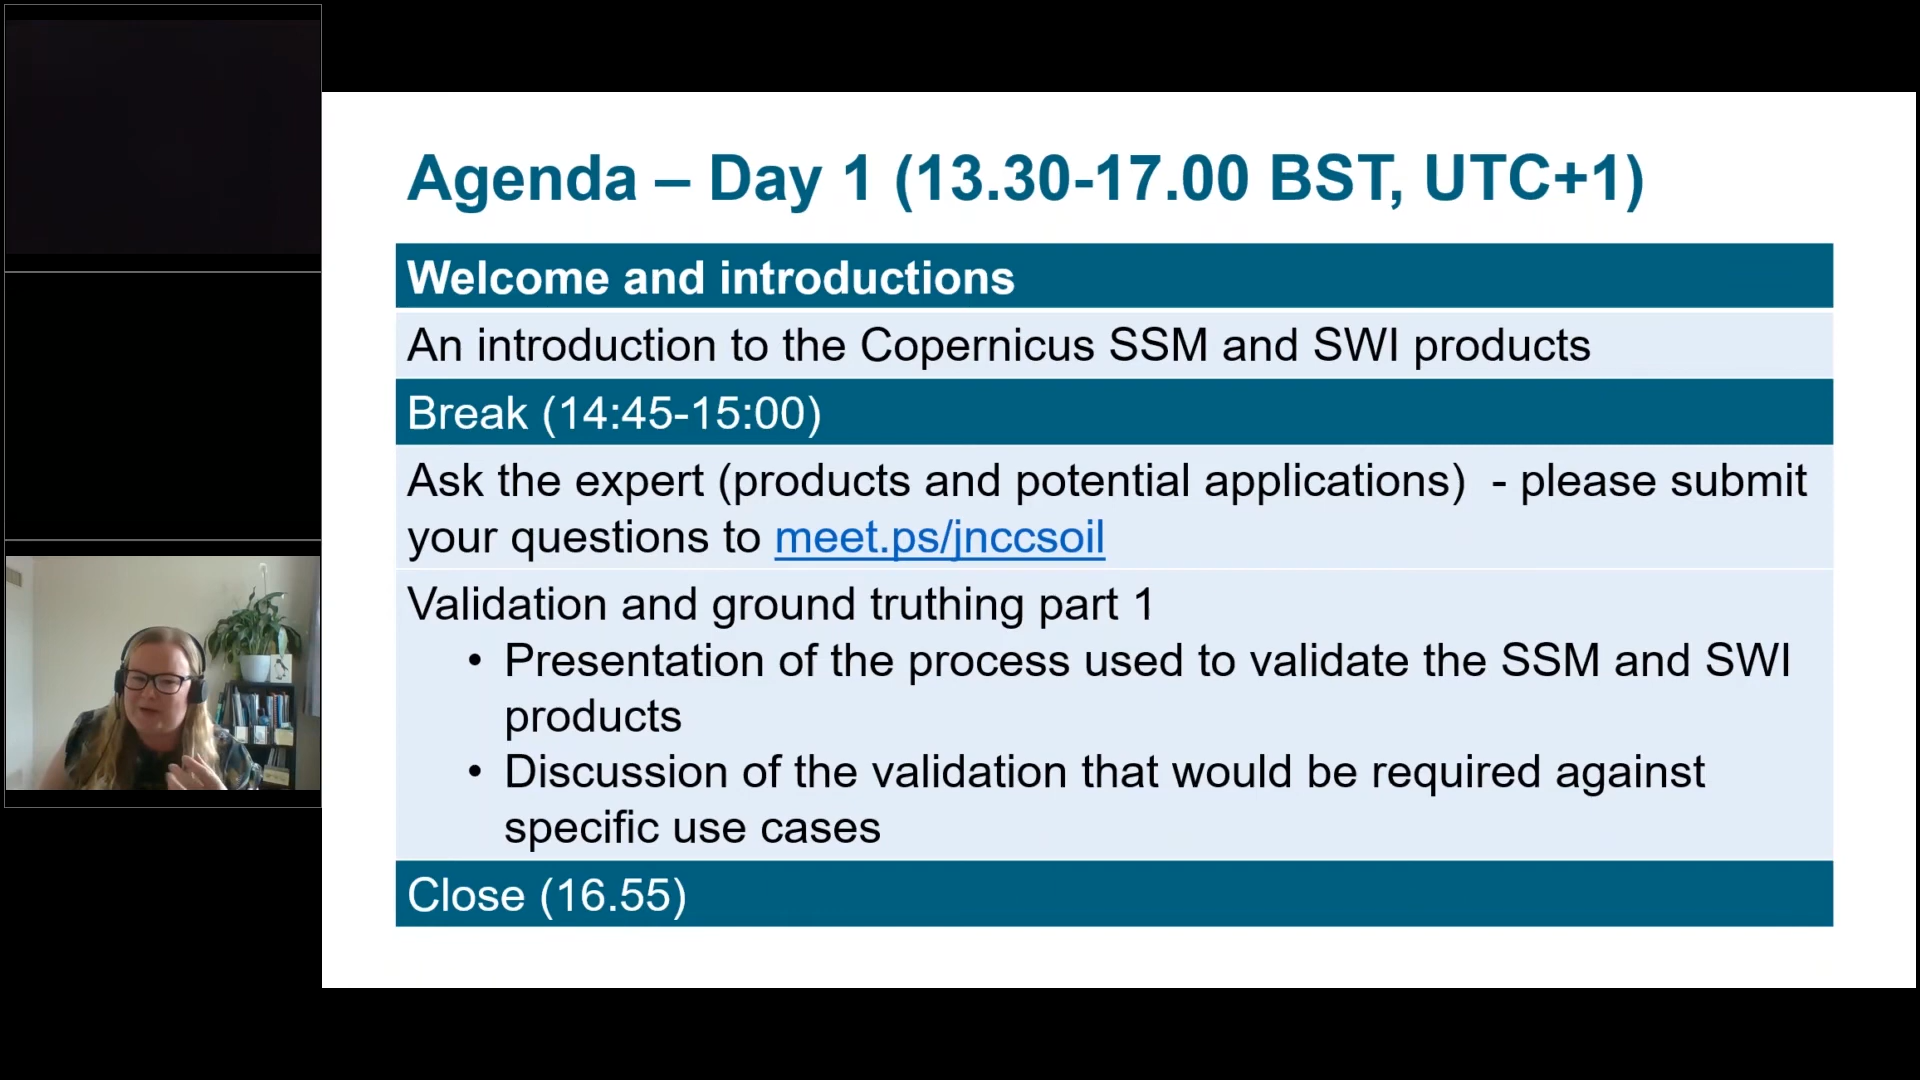 Agenda – Day 1 (13.30-17.00 BST, UTC+1)
Welcome and introductions
An introduction to the Copernicus SSM and SWI products
Break (14:45-15:00)
Ask the expert (products and potential applications)  - please submit
your questions to meet.ps/jnccsoil
Validation and ground truthing part 1
• Presentation of the process used to validate the SSM and SWI
products
• Discussion of the validation that would be required against
specific use cases
Close (16.55)